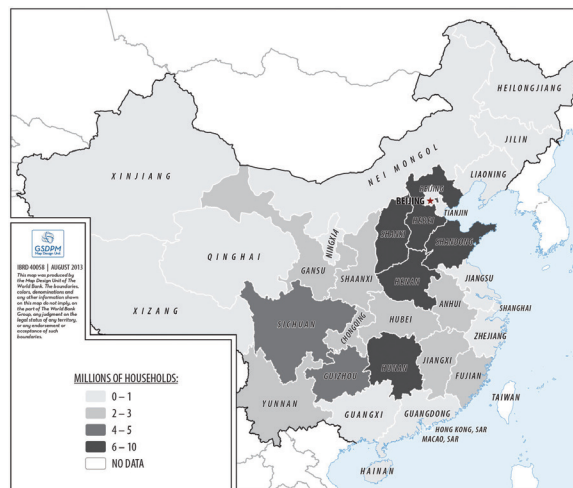 HEILONGJIANG
JILIN
LIAONING
NEI MONGOL
XINJIANG
BEIJING
BEIJING
TIANJIN
HEBEI
SHANXI
SHANDONG
NINGXIA
QINGHAI
GANSU
SHAANXI
HENAN
JIANGSU
ANHUI
SHANGHAI
XIZANG
SICHUAN
CHONGQING
HUBEI
ZHEJIANG
HUNAN
JIANGXI
GUIZHOU
FUJIAN
YUNNAN
GUANGXI
GUANGDONG
TAIWAN
HONG KONG, SAR
MACAO, SAR
HAINAN
GSDPM
Map Design Unit
IBRD 40058 | AUGUST 2013
This map was produced by
the Map Design Unit of The
World Bank. The boundaries,
colors, denominations and
any other information shown
on this map do not imply, on
the part of The World Bank
Group, any judgment on the
legal status of any territory,
or any endorsement or
acceptance of such
boundaries.
MILLIONS OF HOUSEHOLDS:
0 – 1
2 – 3
4 – 5
6 – 10
NO DATA